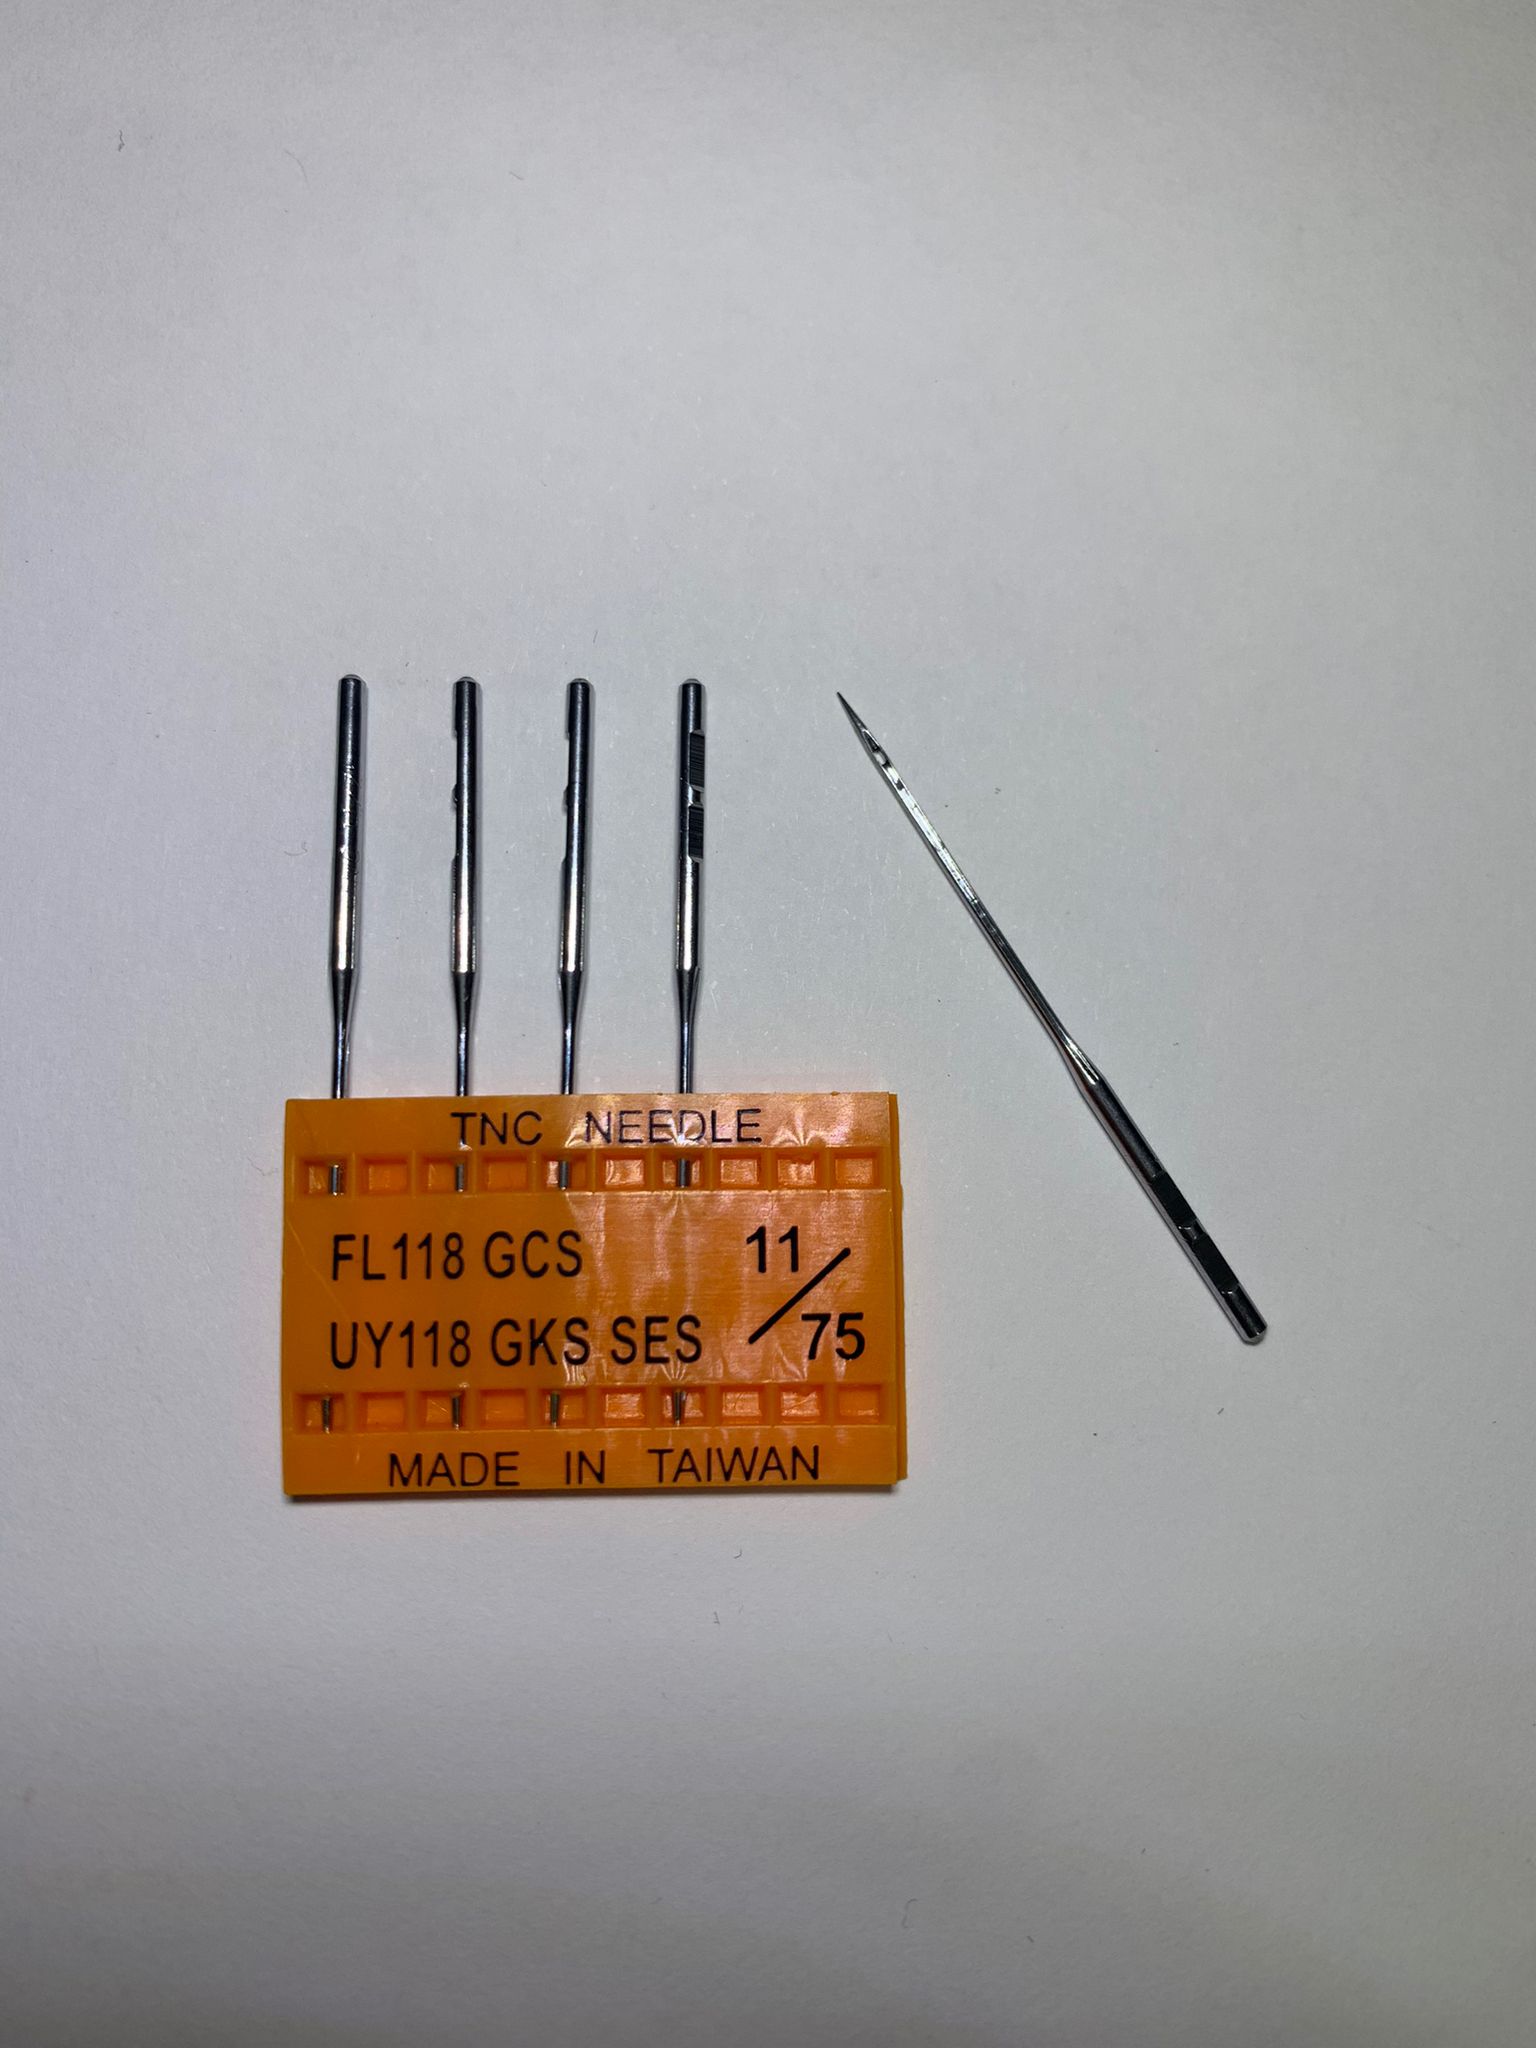 TNC NEEDLE
FL118 GCS 11/75
UY118 GKS SES
MADE IN TAIWAN